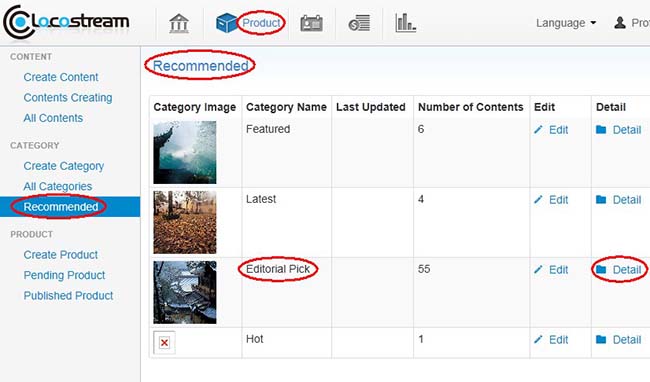 Locostream
Product
Language
Pro
CONTENT
Create Content
Contents Creating
All Contents
CATEGORY
Create Category
All Categories
Recommended
PRODUCT
Create Product
Pending Product
Published Product
Recommended
Category Image Category Name Last Updated Number of Contents Edit Detail
Featured 6 Edit Detail
Latest 4 Edit Detail
Editorial Pick 55 Edit Detail
Hot 1 Edit Detail